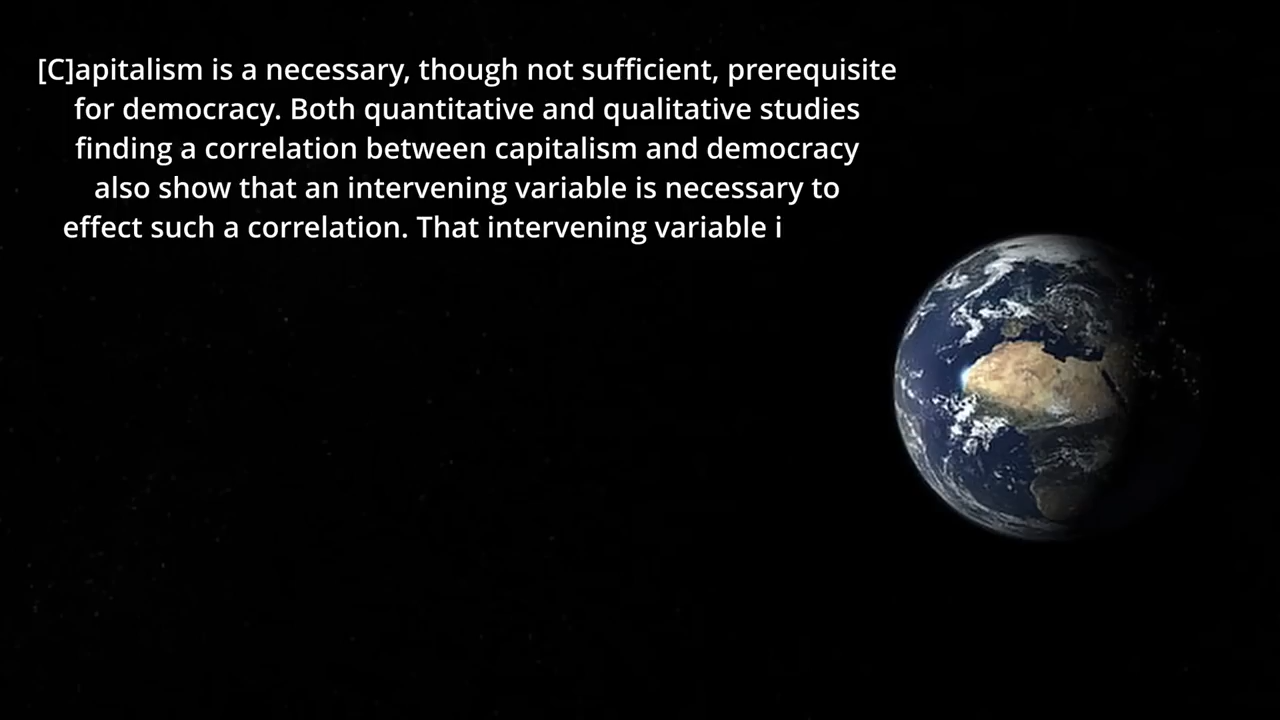 [C]apitalism is a necessary, though not sufficient, prerequisite
for democracy. Both quantitative and qualitative studies
finding a correlation between capitalism and democracy
also show that an intervening variable is necessary to
effect such a correlation. That intervening variable i